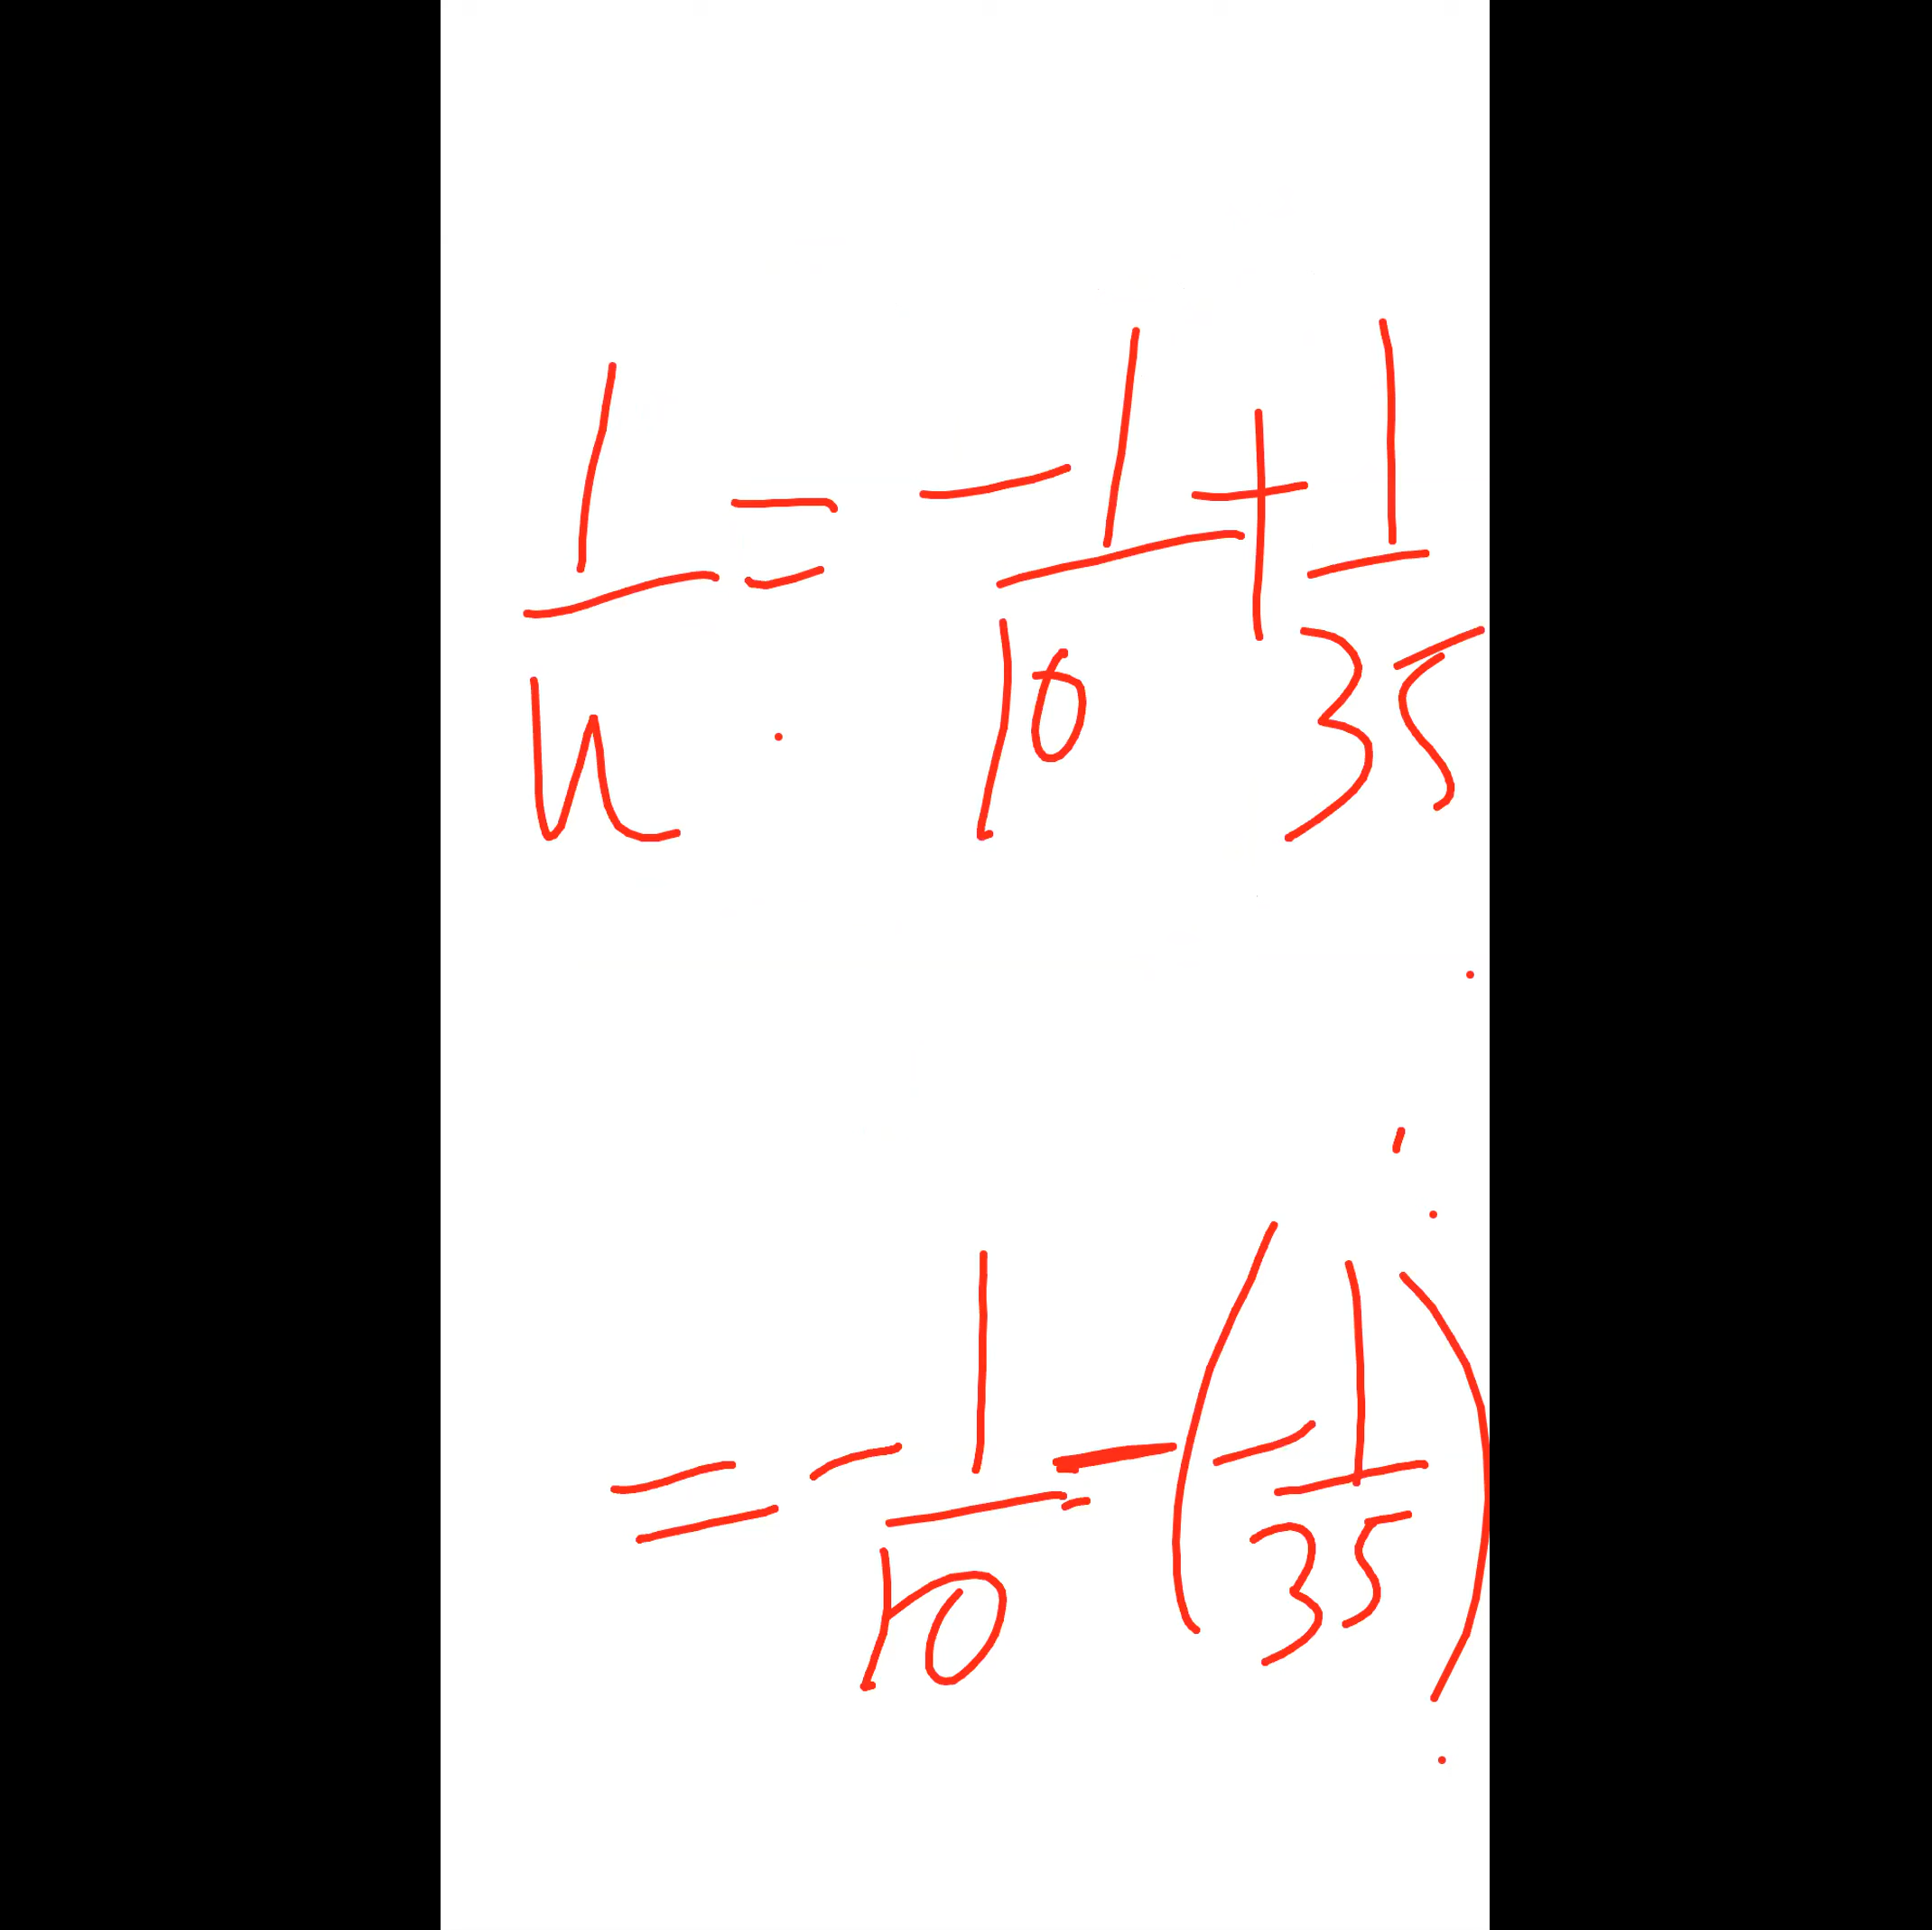 1/u = - 1/10 + 1/35
= - 1/10 - (- 1/35)